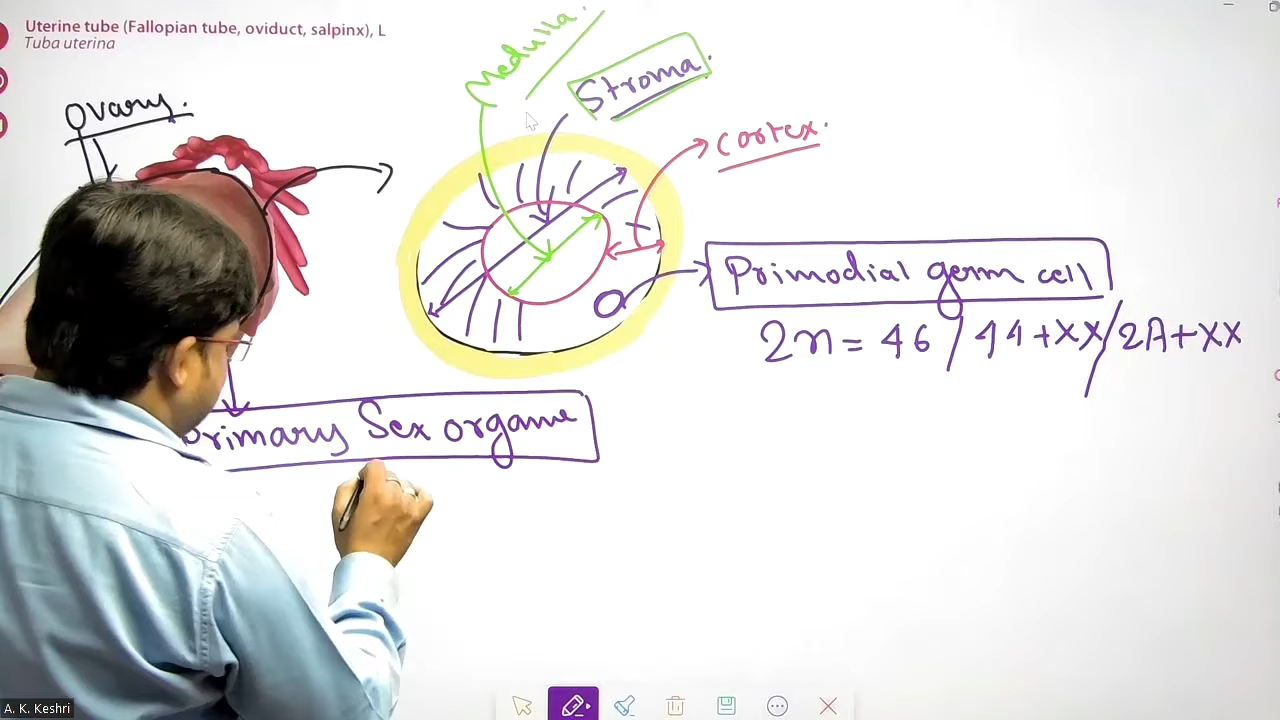 Uterine tube (Fallopian tube, oviduct, salpinx), L
Tuba uterina
Ovary.
Medulla.
Stroma.
Cortex.
Primodial germ cell
2n = 46 / 44+XX / 2A+XX
Primary Sex organe
A. K. Keshri